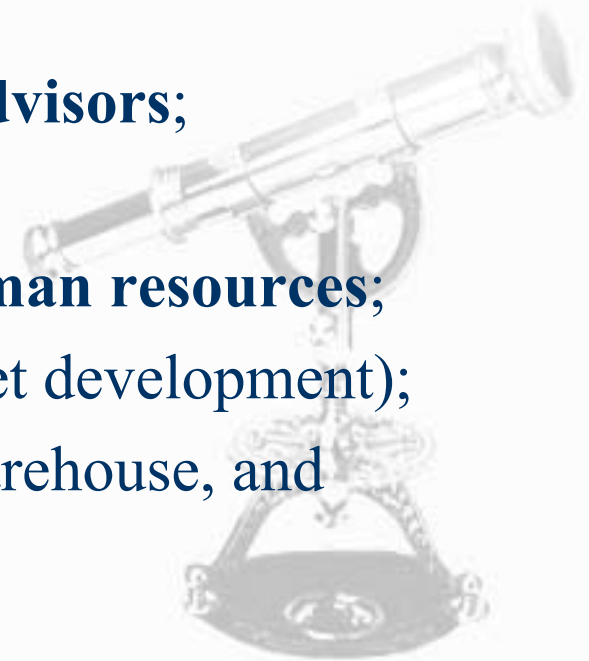 dvisors;
man resources;
et development);
rehouse, and